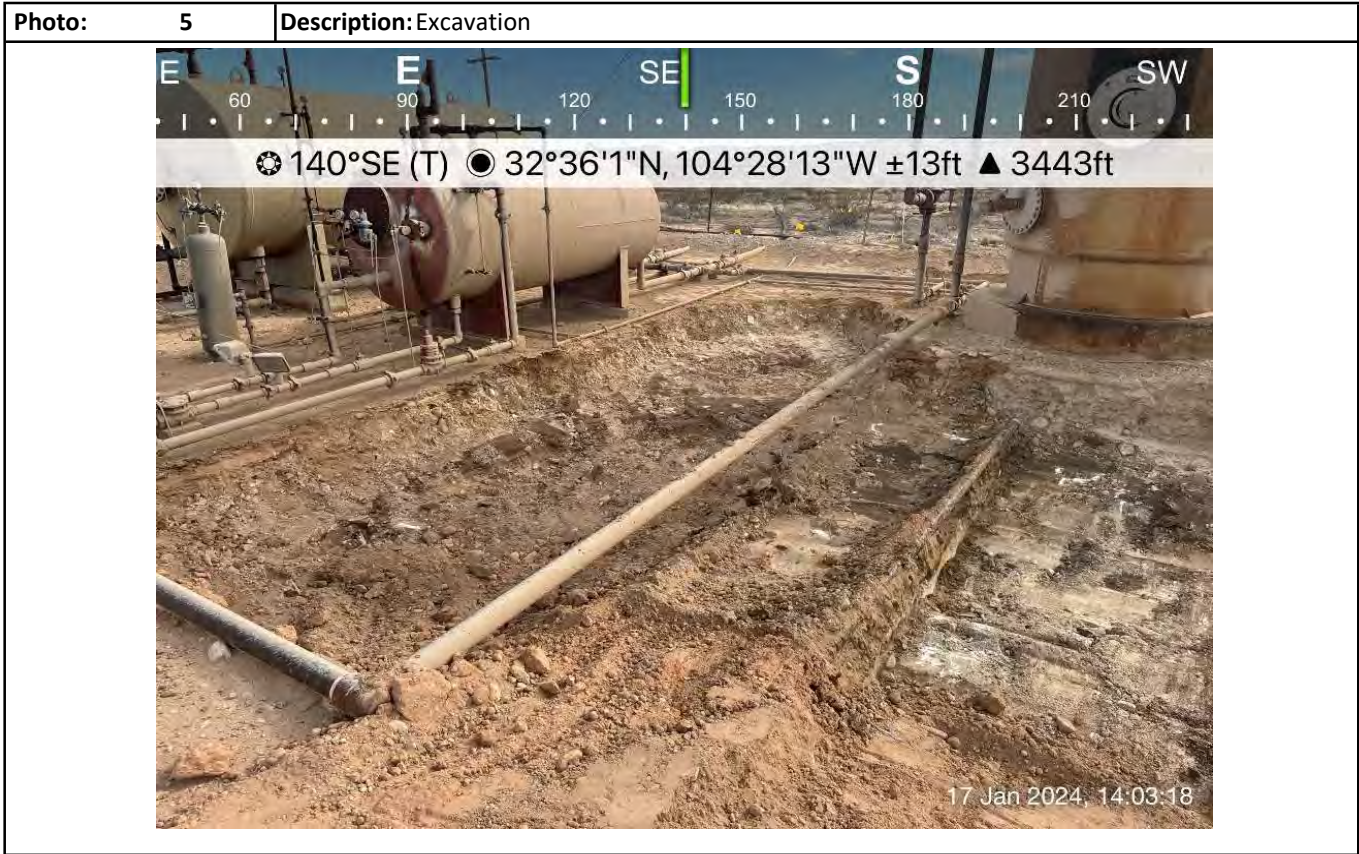 Photo: 5 Description: Excavation
E E SE S SW
60 90 120 150 180 210
140°SE (T) 32°36'1"N, 104°28'13"W ±13ft ▲ 3443ft
17 Jan 2024, 14:03:18